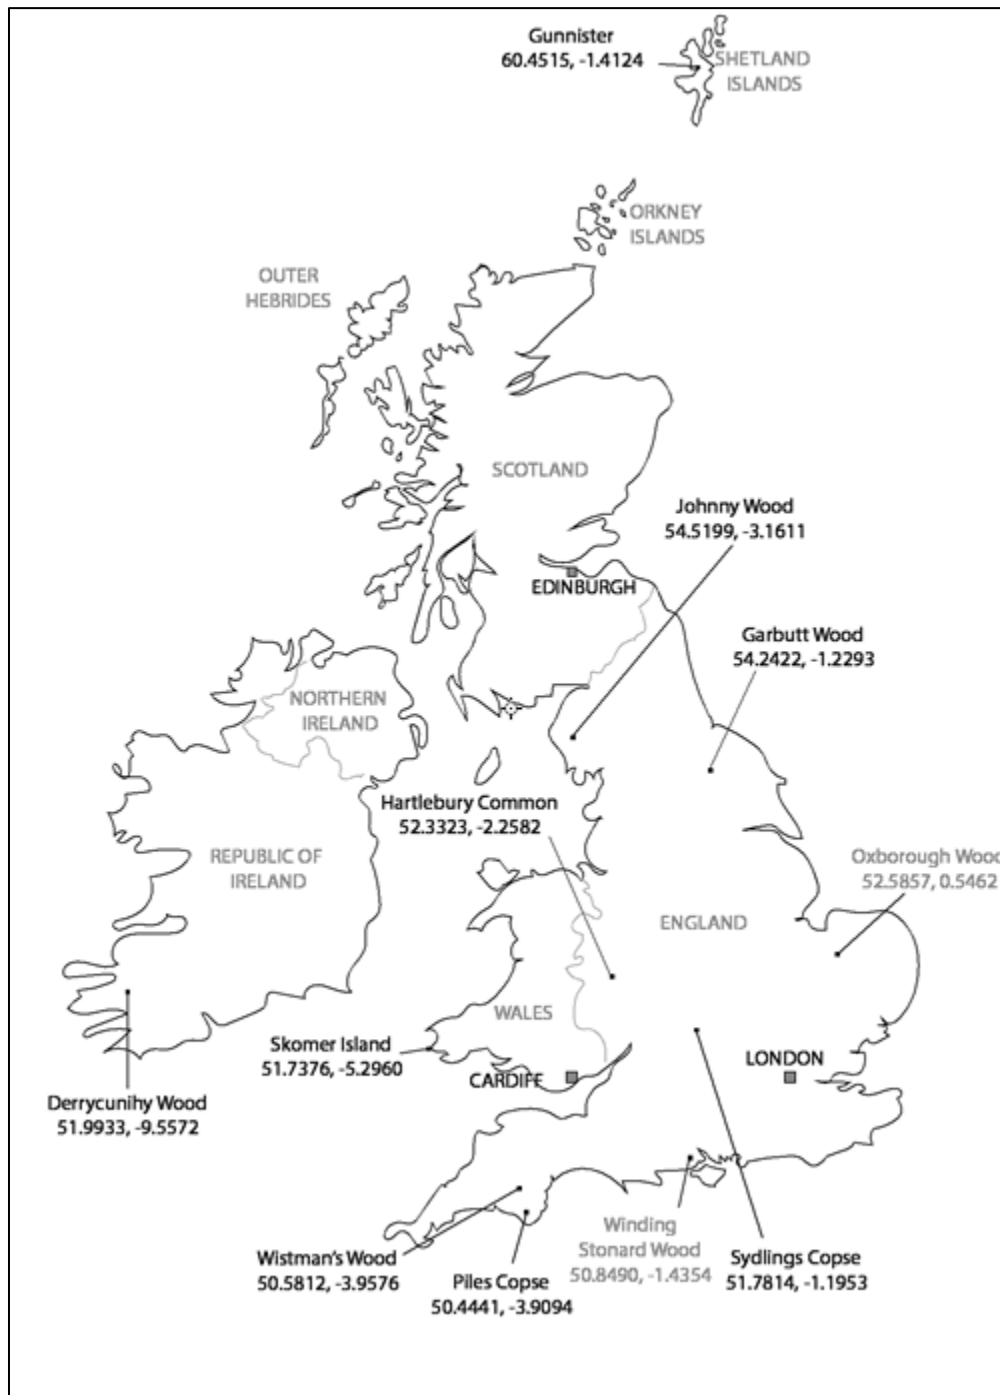 Gunnister
60.4515, -1.4124
SHETLAND
ISLANDS
ORKNEY
ISLANDS
OUTER
HEBRIDES
SCOTLAND
Johnny Wood
54.5199, -3.1611
EDINBURGH
Garbutt Wood
54.2422, -1.2293
NORTHERN
IRELAND
Hartlebury Common
52.3323, -2.2582
REPUBLIC OF
IRELAND
Oxborough Wood
52.5857, 0.5462
ENGLAND
WALES
Skomer Island
51.7376, -5.2960
CARDIFF
LONDON
Derrycunihy Wood
51.9933, -9.5572
Wistman's Wood
50.5812, -3.9576
Piles Copse
50.4441, -3.9094
Winding
Stonard Wood
50.8490, -1.4354
Sydlings Copse
51.7814, -1.1953